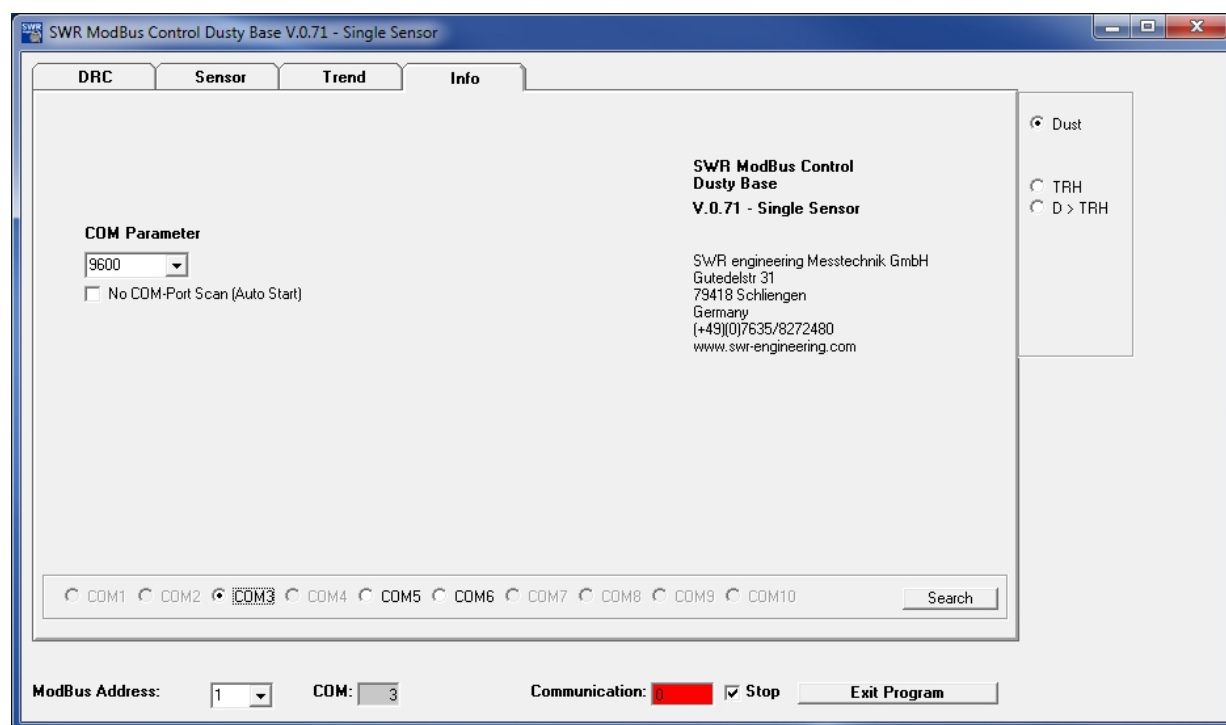 SWR ModBus Control Dusty Base V.0.71 - Single Sensor
DRC Sensor Trend Info
Dust
TRH
D > TRH
SWR ModBus Control
Dusty Base
V.0.71 - Single Sensor
COM Parameter
9600
No COM-Port Scan (Auto Start)
SWR engineering Messtechnik GmbH
Gutedelstr 31
79418 Schliengen
Germany
(+49)(0)7635/8272480
www.swr-engineering.com
COM1 COM2 COM3 COM4 COM5 COM6 COM7 COM8 COM9 COM10 Search
ModBus Address: 1 COM: 3 Communication: 0 Stop Exit Program